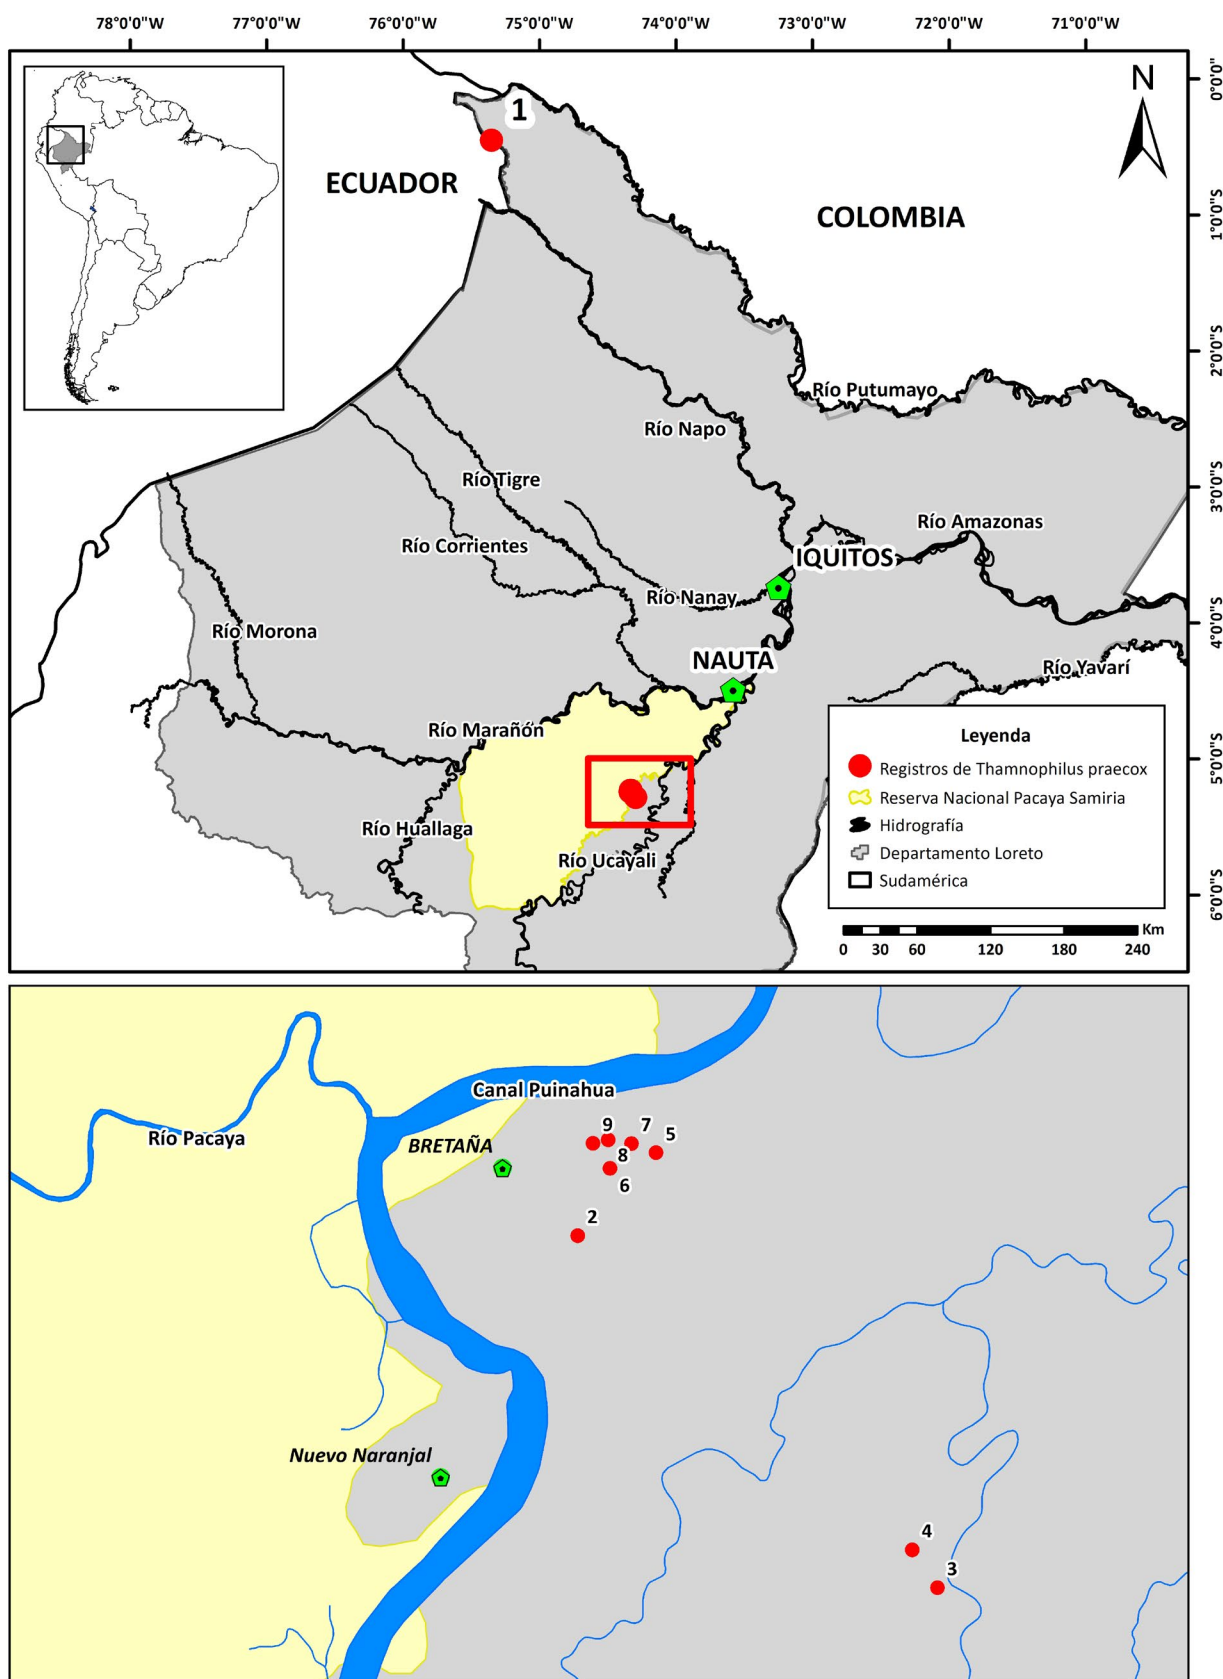 78°0'0"W
77°0'0"W
76°0'0"W
75°0'0"W
74°0'0"W
73°0'0"W
72°0'0"W
71°0'0"W
0°0'0"
1°0'0"S
2°0'0"S
3°0'0"S
4°0'0"S
5°0'0"S
6°0'0"S
N
1
ECUADOR
COLOMBIA
Río Putumayo
Río Napo
Río Tigre
Río Amazonas
Río Corrientes
IQUITOS
Río Nanay
Río Morona
NAUTA
Río Yavarí
Río Marañón
Río Huallaga
Río Ucayali
Leyenda
Registros de Thamnophilus praecox
Reserva Nacional Pacaya Samiria
Hidrografía
Departamento Loreto
Sudamérica
Km
0 30 60 120 180 240
Canal Puinahua
Río Pacaya
BRETAÑA
9
7
5
8
6
2
Nuevo Naranjal
4
3